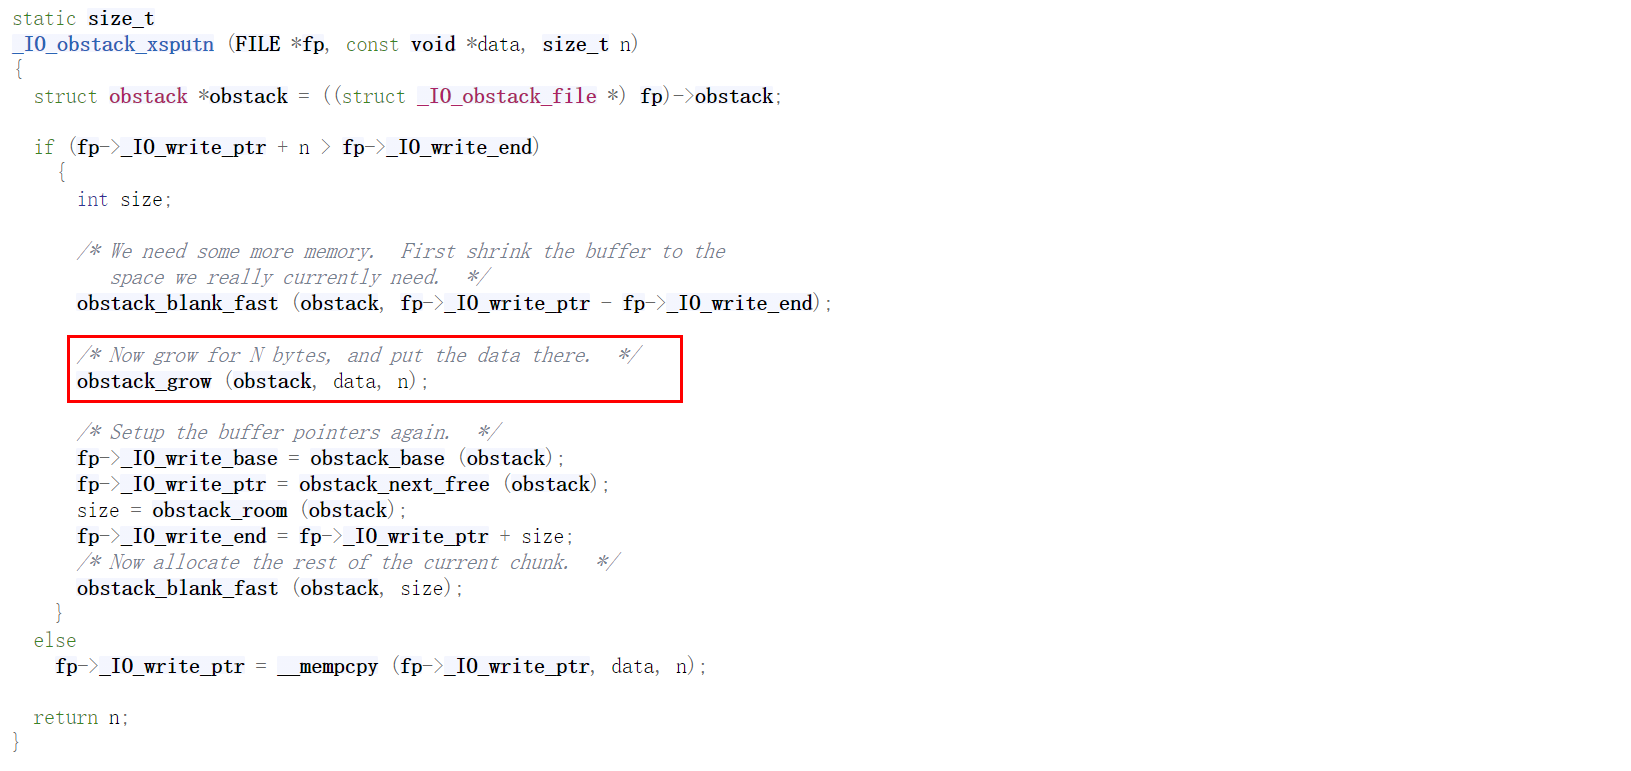 static size_t
_IO_obstack_xsputn (FILE *fp, const void *data, size_t n)
{
  struct obstack *obstack = ((struct _IO_obstack_file *) fp)->obstack;

  if (fp->_IO_write_ptr + n > fp->_IO_write_end)
    {
      int size;

      /* We need some more memory.  First shrink the buffer to the
         space we really currently need.  */
      obstack_blank_fast (obstack, fp->_IO_write_ptr - fp->_IO_write_end);

      /* Now grow for N bytes, and put the data there.  */
      obstack_grow (obstack, data, n);

      /* Setup the buffer pointers again.  */
      fp->_IO_write_base = obstack_base (obstack);
      fp->_IO_write_ptr = obstack_next_free (obstack);
      size = obstack_room (obstack);
      fp->_IO_write_end = fp->_IO_write_ptr + size;
      /* Now allocate the rest of the current chunk.  */
      obstack_blank_fast (obstack, size);
    }
  else
    fp->_IO_write_ptr = __mempcpy (fp->_IO_write_ptr, data, n);

  return n;
}